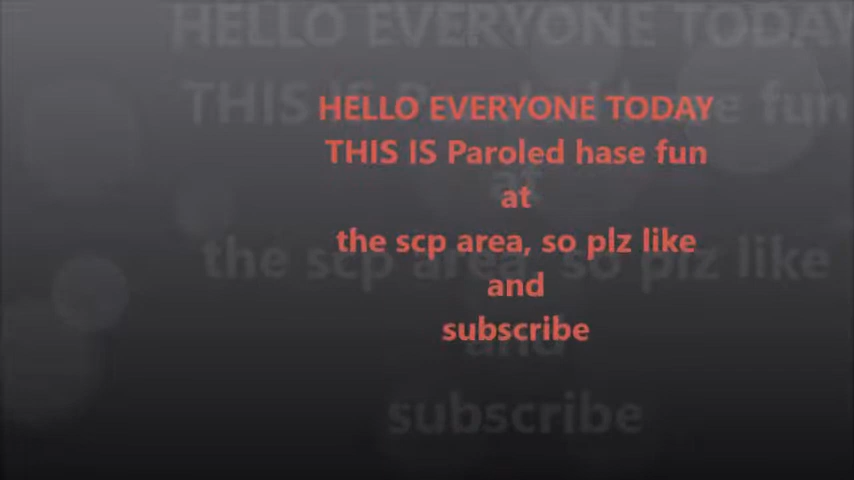 HELLO EVERYONE TODAY
THIS IS Paroled hase fun
at
the scp area, so plz like
and
subscribe